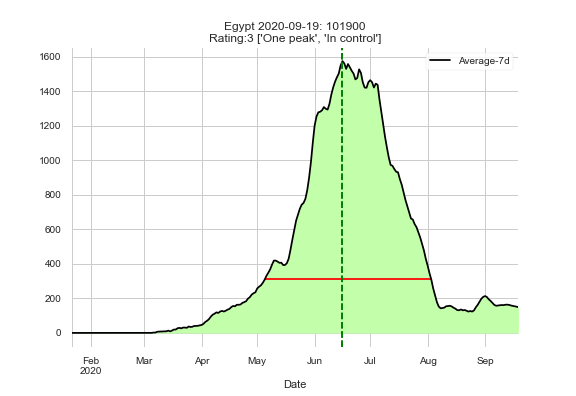 Egypt 2020-09-19: 101900
Rating:3 ['One peak', 'In control']
Average-7d
1600
1400
1200
1000
800
600
400
200
0
Feb Mar Apr May Jun Jul Aug Sep
2020
Date